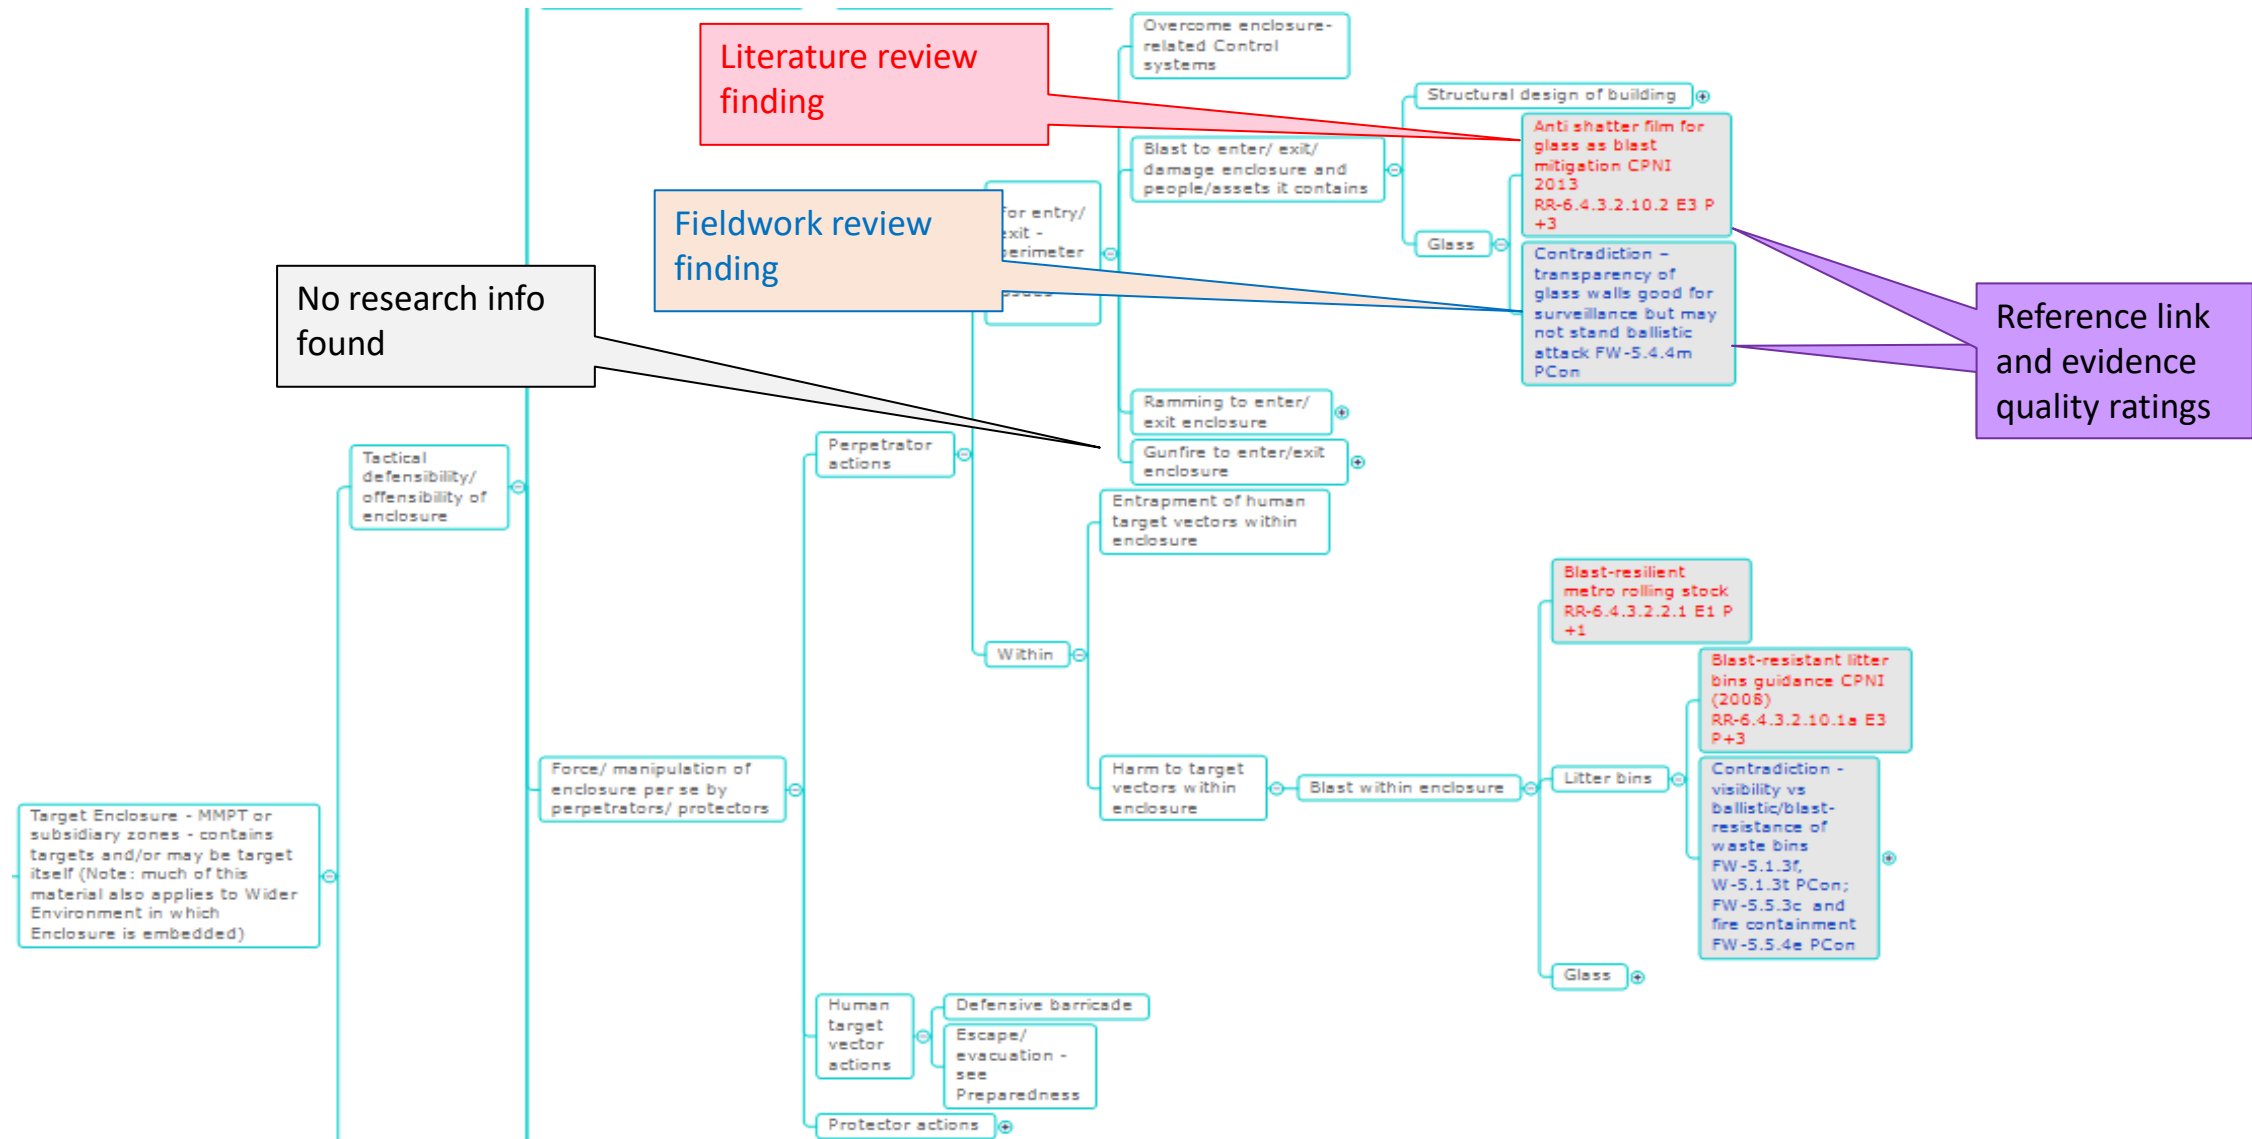 Literature review
finding
Fieldwork review
finding
No research info
found
Reference link
and evidence
quality ratings
Target Enclosure - MMPT or
subsidiary zones - contains
targets and/or may be target
itself (Note: much of this
material also applies to Wider
Environment in which
Enclosure is embedded)
Tactical
defensibility/
offensibility of
enclosure
Force/ manipulation of
enclosure per se by
perpetrators/ protectors
Perpetrator
actions
For entry/
exit -
perimeter
issues
Overcome enclosure-
related Control
systems
Blast to enter/ exit/
damage enclosure and
people/assets it contains
Structural design of building
Glass
Anti shatter film for
glass as blast
mitigation CPNI
2013
RR-6.4.3.2.10.2 E3 P
+3
Contradiction –
transparency of
glass walls good for
surveillance but may
not stand ballistic
attack FW-5.4.4m
PCon
Ramming to enter/
exit enclosure
Gunfire to enter/exit
enclosure
Within
Entrapment of human
target vectors within
enclosure
Harm to target
vectors within
enclosure
Blast within enclosure
Blast-resilient
metro rolling stock
RR-6.4.3.2.2.1 E1 P
+1
Litter bins
Blast-resistant litter
bins guidance CPNI
(2008)
RR-6.4.3.2.10.1a E3
P+3
Contradiction -
visibility vs
ballistic/blast-
resistance of
waste bins
FW-5.1.3f,
W-5.1.3t PCon;
FW-5.5.3c and
fire containment
FW-5.5.4e PCon
Glass
Human
target
vector
actions
Defensive barricade
Escape/
evacuation -
see
Preparedness
Protector actions